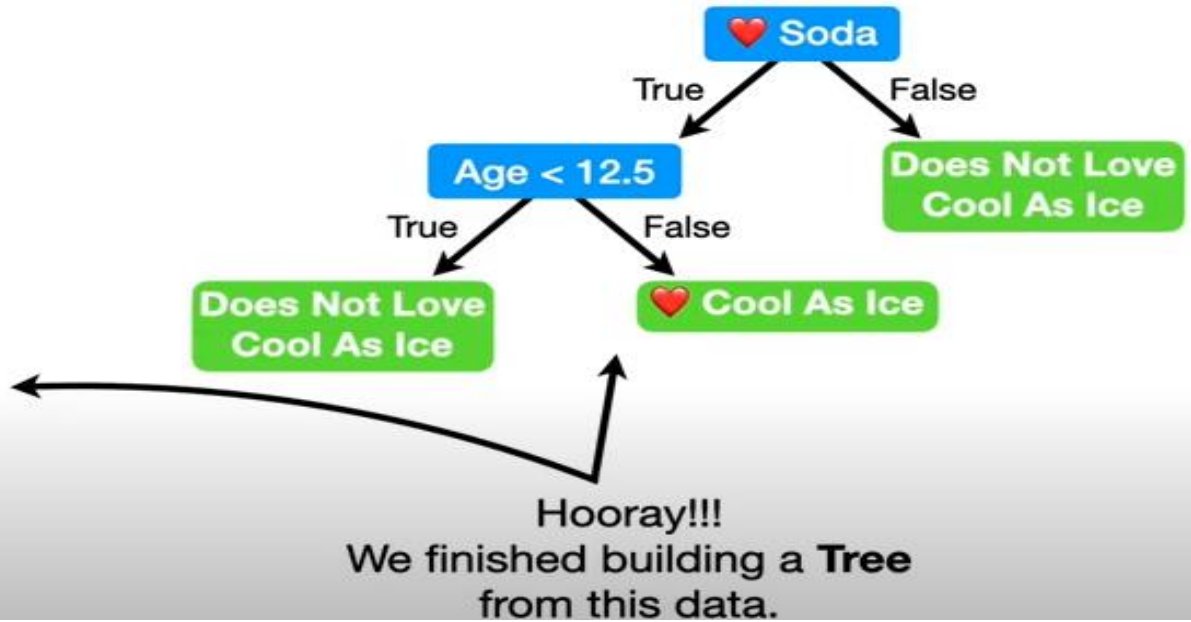 ❤️ Soda
True
False
Age < 12.5
Does Not Love
Cool As Ice
True
False
Does Not Love
Cool As Ice
❤️ Cool As Ice
Hooray!!!
We finished building a Tree
from this data.